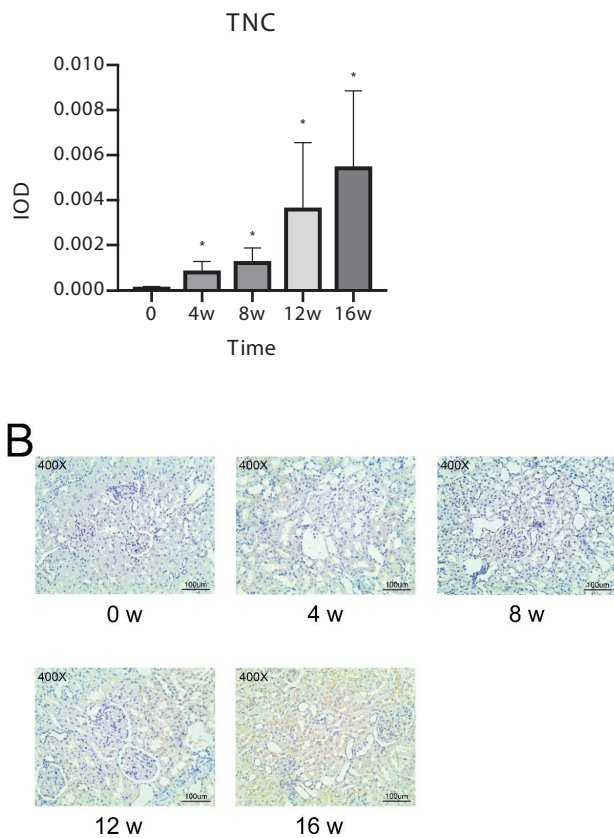 TNC
0.010
0.008
0.006
0.004
0.002
0.000
IOD
* * * *
0 4w 8w 12w 16w
Time
B
400X 400X 400X
100um 100um 100um
0 w 4 w 8 w
400X 400X
100um 100um
12 w 16 w